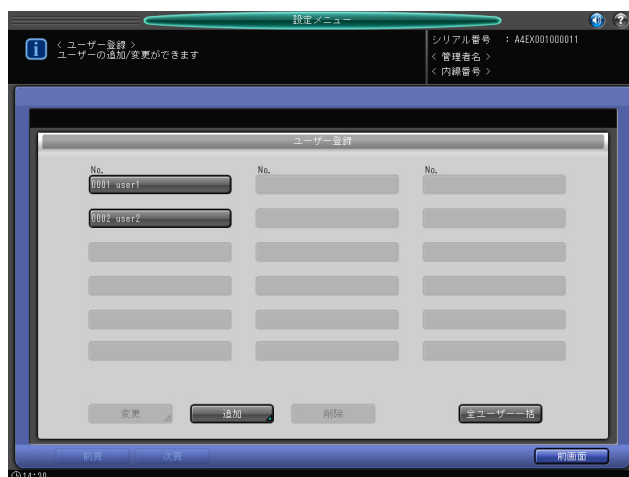 設定メニュー
< ユーザー登録 >
ユーザーの追加/変更ができます
シリアル番号 : A4EX001000011
< 管理者名 >
< 内線番号 >
ユーザー登録
No. No. No.
0001 user1
0002 user2
変更 追加 削除 全ユーザー一括
前頁 次頁 前画面
14:30